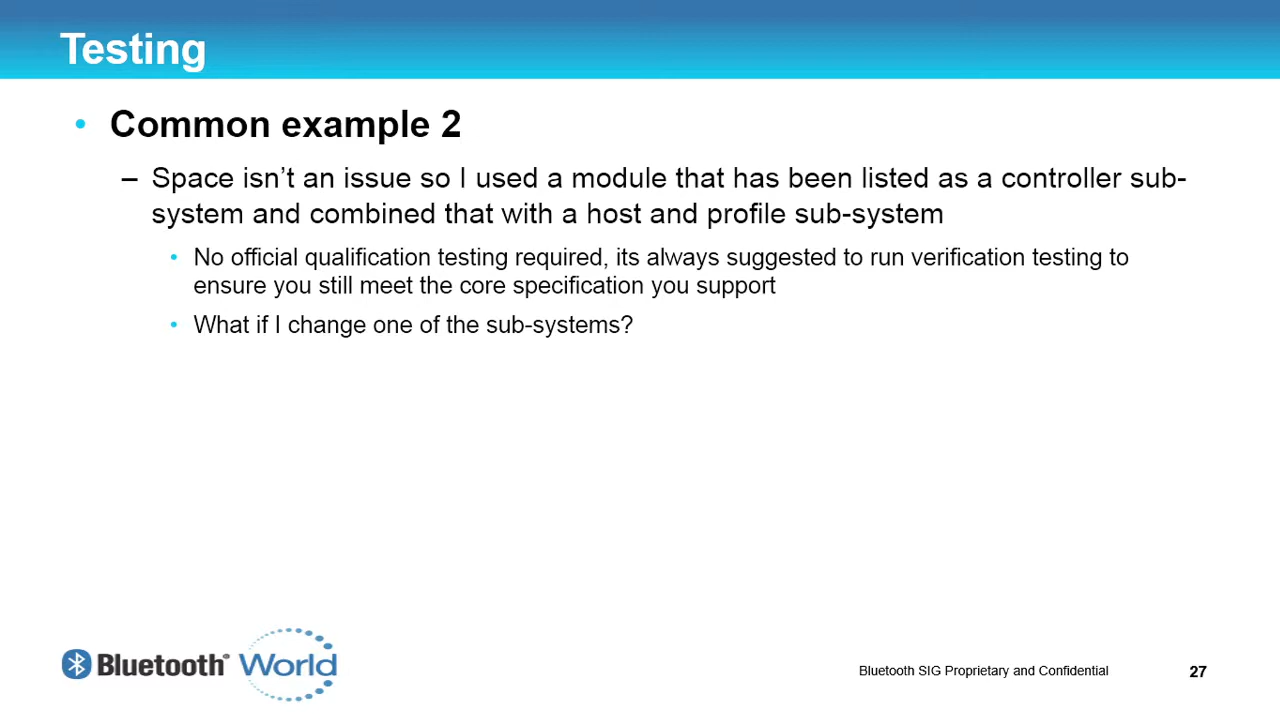 Testing
• Common example 2
– Space isn’t an issue so I used a module that has been listed as a controller sub-
system and combined that with a host and profile sub-system
• No official qualification testing required, its always suggested to run verification testing to
ensure you still meet the core specification you support
• What if I change one of the sub-systems?
Bluetooth® World
Bluetooth SIG Proprietary and Confidential
27